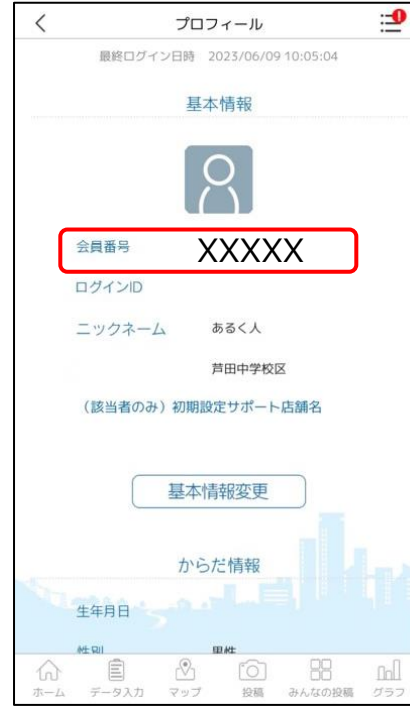 プロフィール
最終ログイン日時 2023/06/09 10:05:04
基本情報
会員番号 XXXXX
ログインID
ニックネーム あるく人
芦田中学校区
（該当者のみ）初期設定サポート店舗名
基本情報変更
からだ情報
生年月日
性別 男性
ホーム データ入力 マップ 投稿 みんなの投稿 グラフ